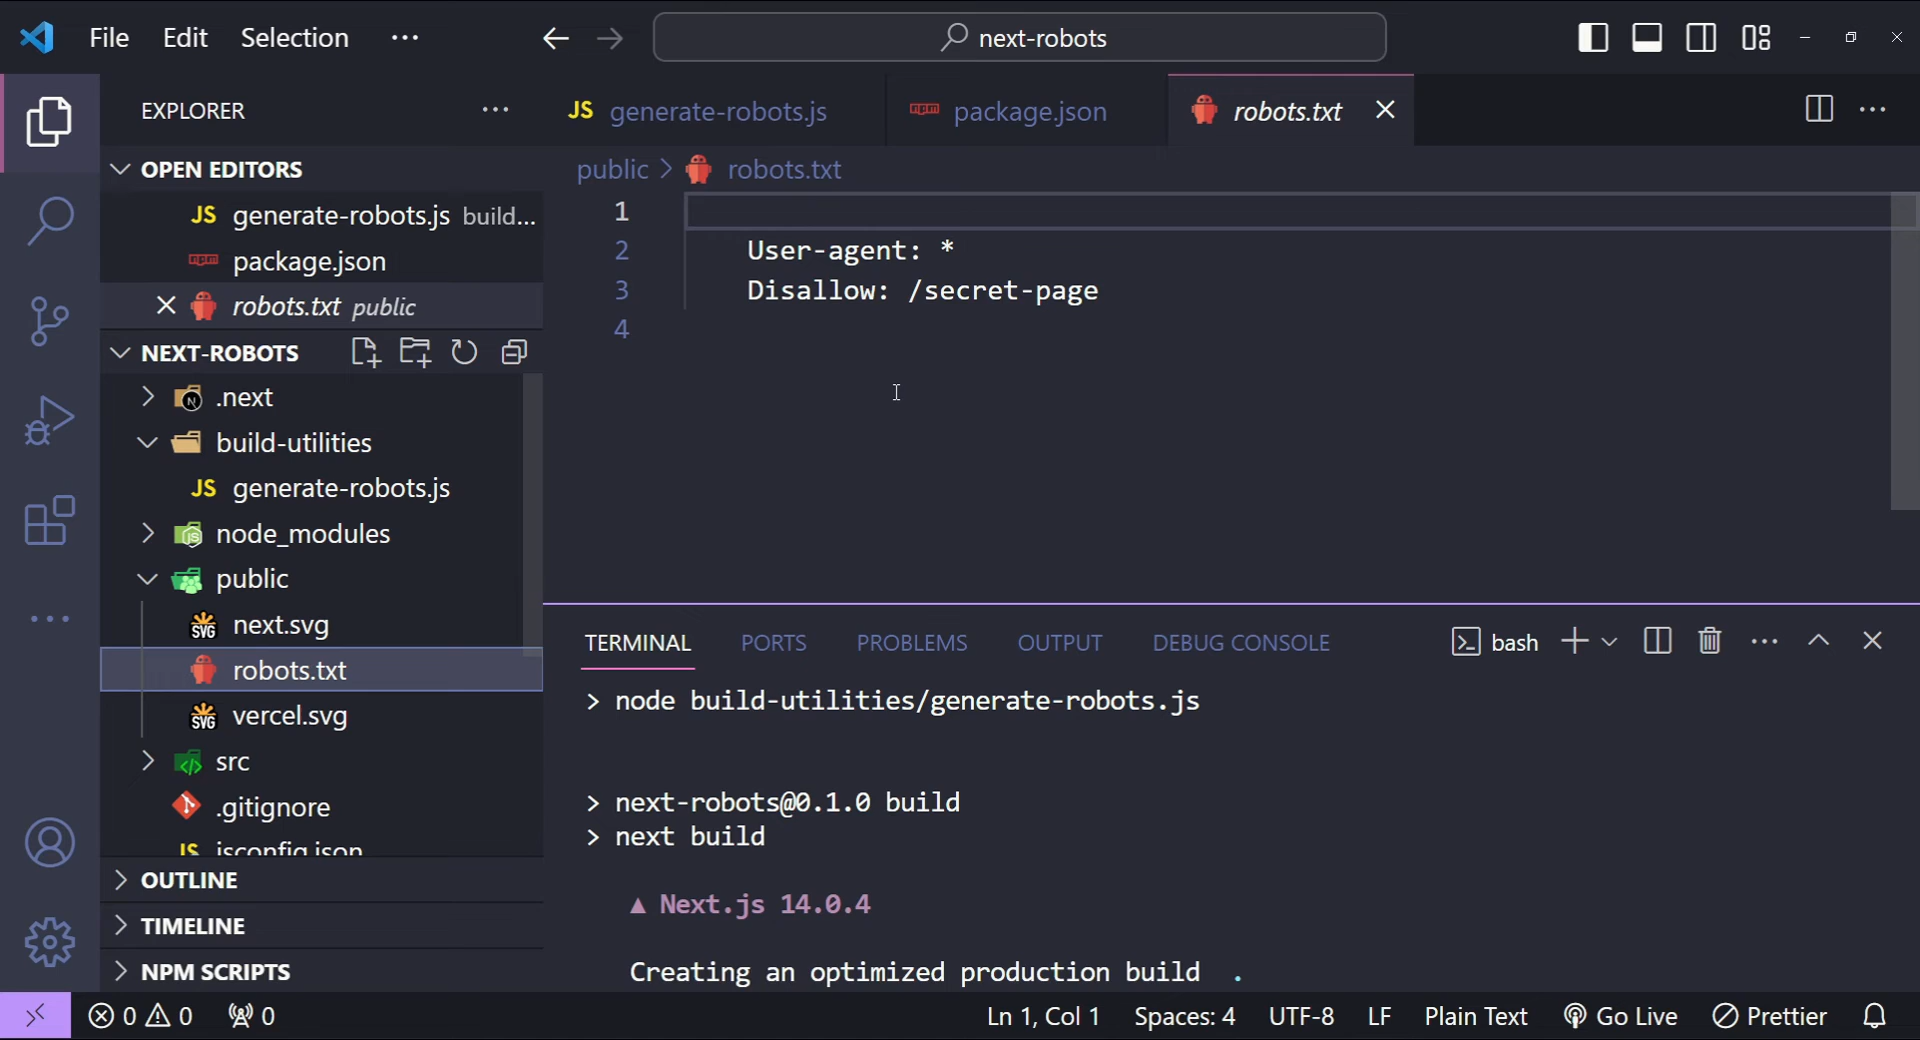 File Edit Selection ··· next-robots
EXPLORER ···
OPEN EDITORS
JS generate-robots.js build...
package.json
robots.txt public
NEXT-ROBOTS
.next
build-utilities
JS generate-robots.js
node_modules
public
SVG next.svg
robots.txt
SVG vercel.svg
src
.gitignore
JS jsconfig.json
OUTLINE
TIMELINE
NPM SCRIPTS
JS generate-robots.js package.json robots.txt
public > robots.txt
1
2 User-agent: *
3 Disallow: /secret-page
4
TERMINAL PORTS PROBLEMS OUTPUT DEBUG CONSOLE bash
> node build-utilities/generate-robots.js
> next-robots@0.1.0 build
> next build
▲ Next.js 14.0.4
Creating an optimized production build .
0 0 0 Ln 1, Col 1 Spaces: 4 UTF-8 LF Plain Text Go Live Prettier